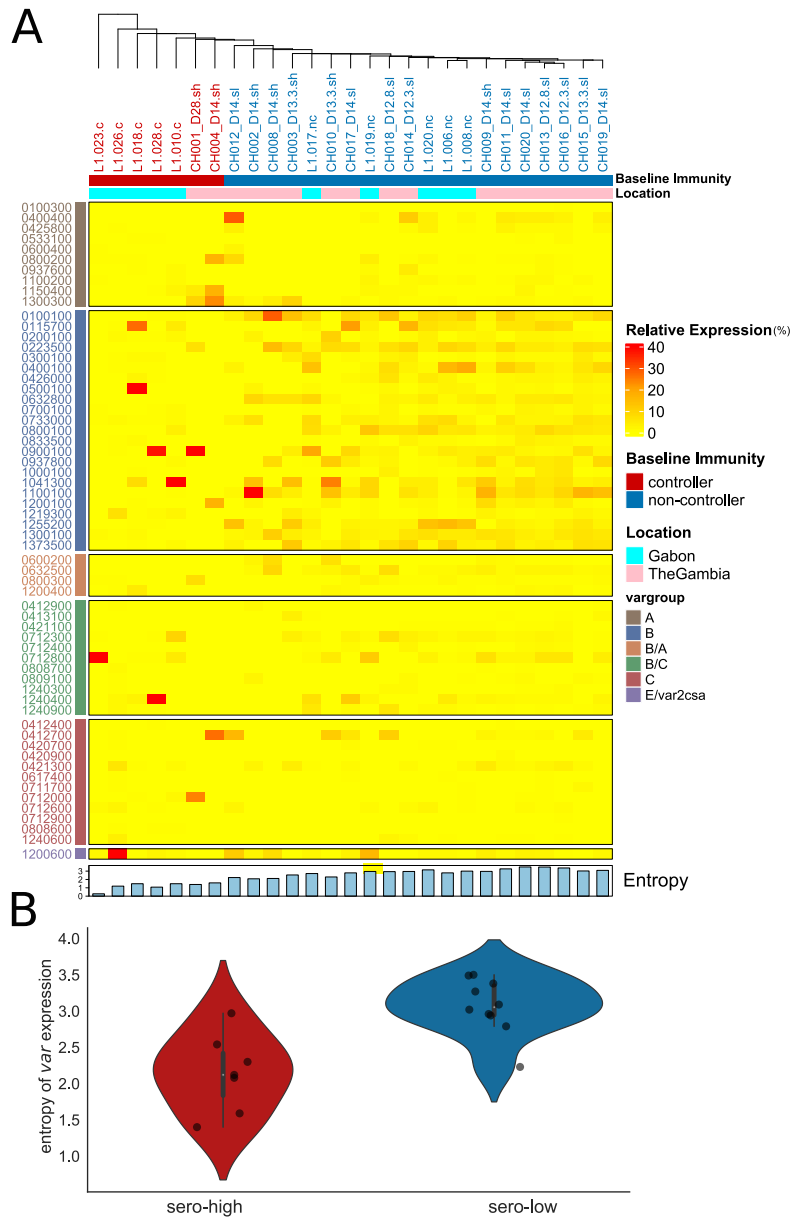 A
L1.023.c
L1.026.c
L1.018.c
L1.028.c
L1.010.c
CH001_D28.sh
CH004_D14.sh
CH012_D14.sl
CH002_D14.sh
CH008_D14.sh
CH003_D13.3.sh
L1.017.nc
CH010_D13.3.sh
CH017_D14.sl
L1.019.nc
CH018_D12.8.sl
CH014_D12.3.sl
L1.020.nc
L1.006.nc
L1.008.nc
CH009_D14.sh
CH011_D14.sl
CH020_D14.sl
CH013_D12.8.sl
CH016_D12.3.sl
CH015_D13.3.sl
CH019_D14.sl
Baseline Immunity
Location
0100300
0400400
0425800
0533100
0600400
0800200
0937600
1100200
1150400
1300300
0100100
0115700
0200100
0223500
0300100
0400100
0426000
0500100
0632800
0700100
0733000
0800100
0833500
0900100
0937800
1000100
1041300
1100100
1200100
1219300
1255200
1300100
1373500
0600200
0632500
0800300
1200400
0412900
0413100
0421100
0712300
0712400
0712800
0808700
0809100
1240300
1240400
1240900
0412400
0412700
0420700
0420900
0421300
0617400
0711700
0712000
0712600
0712900
0808600
1240600
1200600
Relative Expression(%)
40
30
20
10
0
Baseline Immunity
controller
non-controller
Location
Gabon
TheGambia
vargroup
A
B
B/A
B/C
C
E/var2csa
3
2
1
0
Entropy
B
entropy of var expression
4.0
3.5
3.0
2.5
2.0
1.5
1.0
sero-high
sero-low